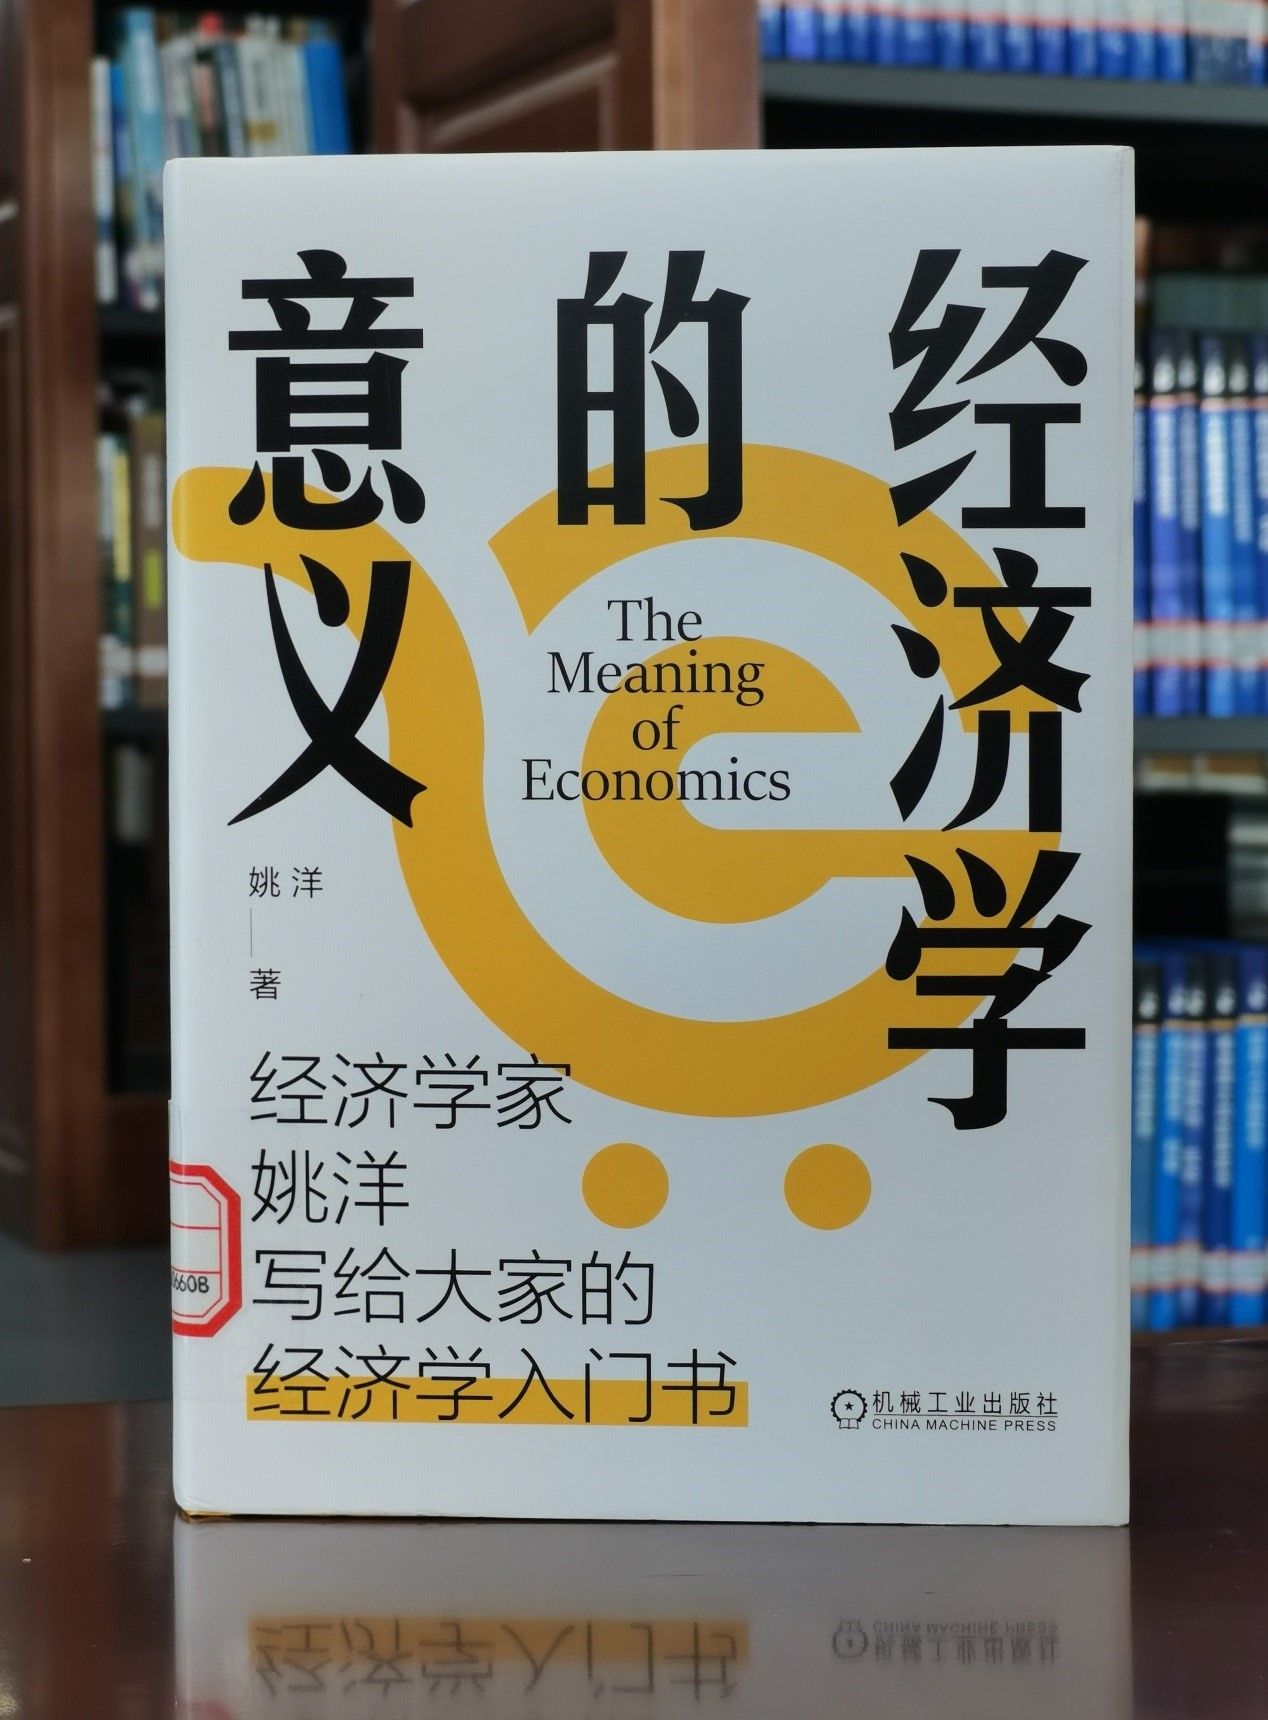 经济学
的
意义
The
Meaning
of
Economics
姚洋
著
经济学家
姚洋
写给大家的
经济学入门书
机械工业出版社
CHINA MACHINE PRESS